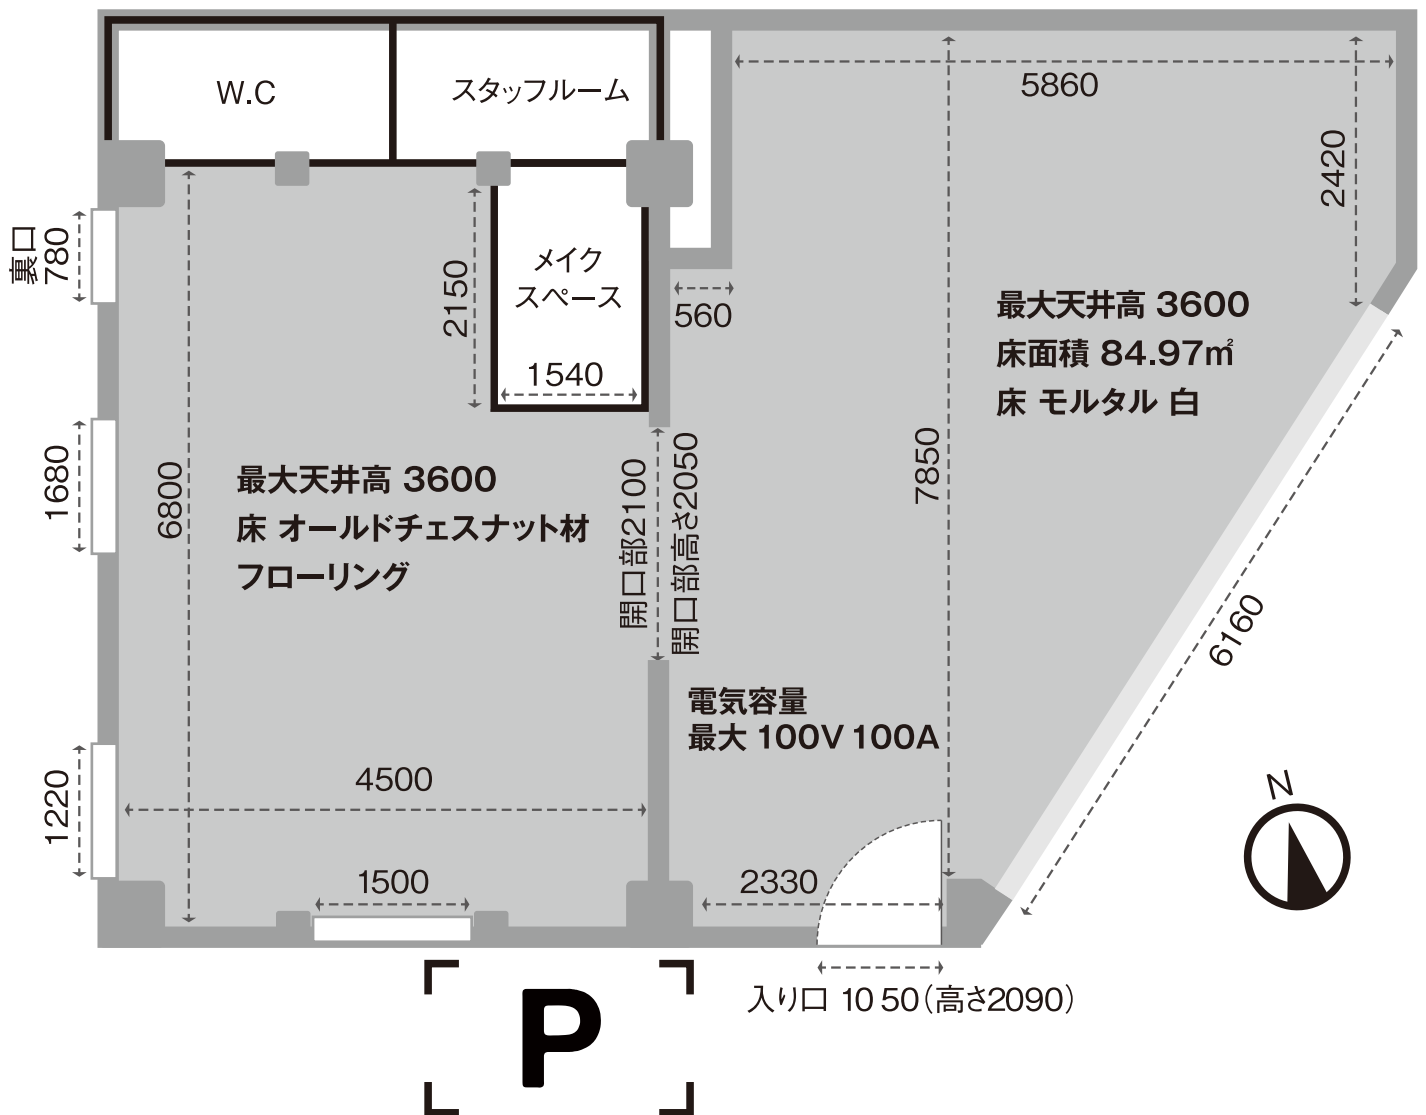 W.C
スタッフルーム
5860
2420
裏口
780
2150
メイク
スペース
1540
560
最大天井高 3600
床面積 84.97㎡
床 モルタル 白
1680
6800
最大天井高 3600
床 オールドチェスナット材
フローリング
開口部2100
開口部高さ2050
7850
6160
電気容量
最大 100V 100A
1220
4500
1500
2330
N
入り口 1050(高さ2090)
P